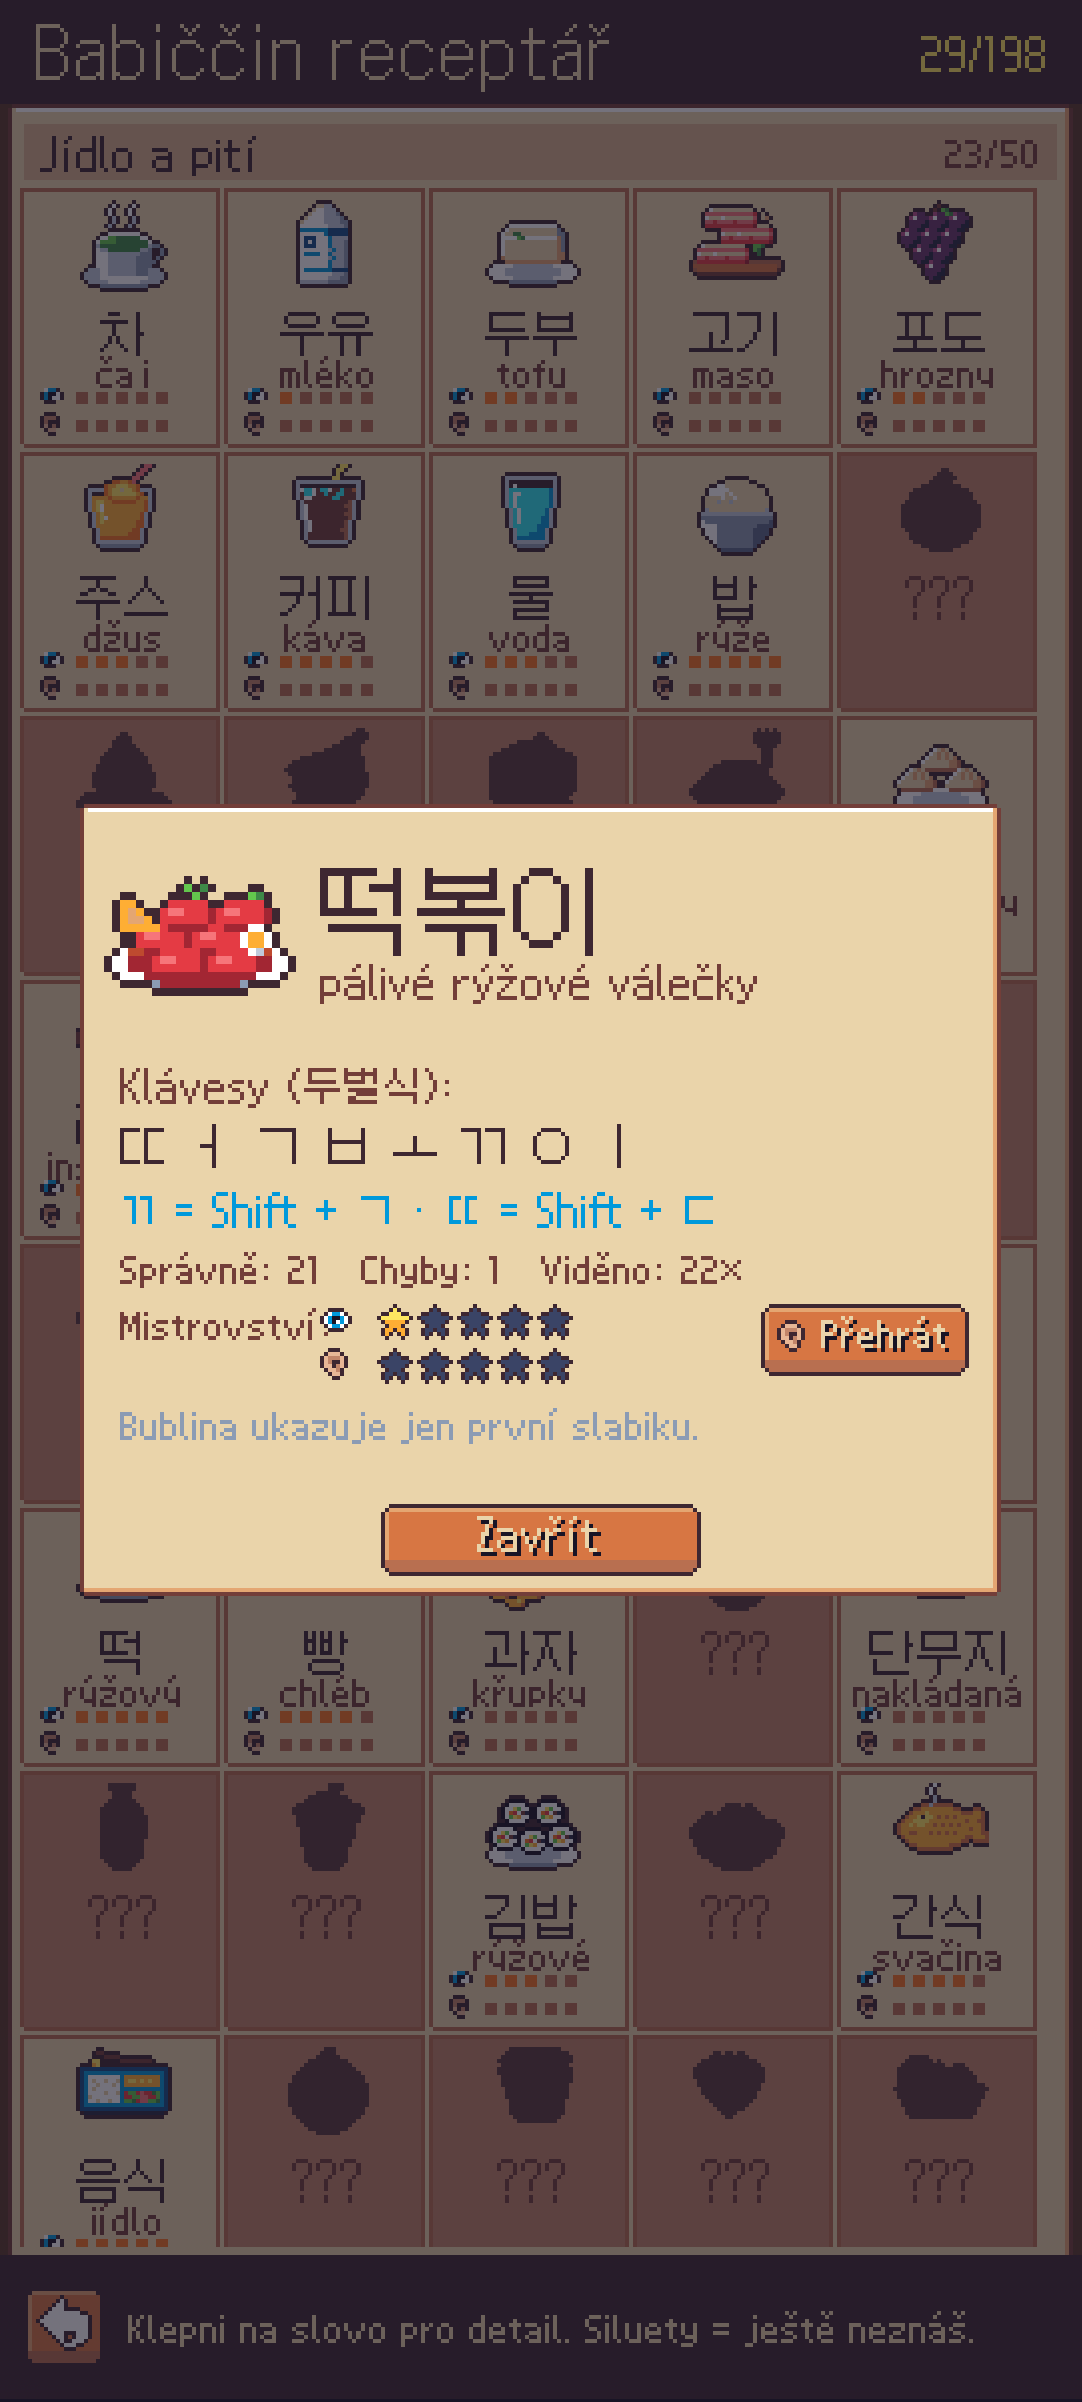 Babiččin receptář 29/198
Jídlo a pití 23/50
차 우유 두부 고기 포도
čaj mléko tofu maso hrozny
주스 커피 물 밥 ???
džus káva voda rýže
떡볶이
pálivé rýžové válečky
Klávesy (두벌식):
ㄸ ㅓ ㄱ ㅂ ㅗ ㄲ ㅇ ㅣ
ㄲ = Shift + ㄱ · ㄸ = Shift + ㄷ
Správně: 21 Chyby: 1 Viděno: 22×
Mistrovství
Přehrát
Bublina ukazuje jen první slabiku.
Zavřít
떡 빵 과자 ??? 단무지
rýžový chléb křupky nakládaná
??? ??? 김밥 ??? 간식
rýžové svačina
음식 ??? ??? ??? ???
jídlo
Klepni na slovo pro detail. Siluety = ještě neznáš.